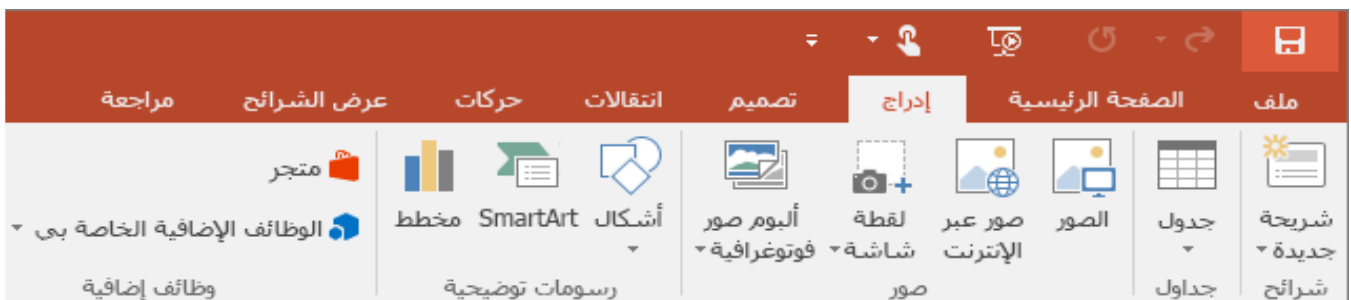 ملف
الصفحة الرئيسية
إدراج
تصميم
انتقالات
حركات
عرض الشرائح
مراجعة
شريحة
جديدة
شرائح
جدول
جداول
الصور
صور عبر
الإنترنت
لقطة
شاشة
ألبوم صور
فوتوغرافية
صور
أشكال
SmartArt
مخطط
رسومات توضيحية
متجر
الوظائف الإضافية الخاصة بي
وظائف إضافية